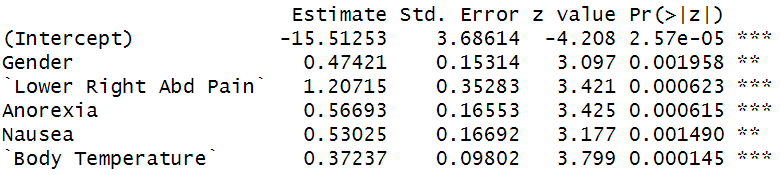 Estimate Std. Error z value Pr(>|z|)
(Intercept) -15.51253 3.68614 -4.208 2.57e-05 ***
Gender 0.47421 0.15314 3.097 0.001958 **
`Lower Right Abd Pain` 1.20715 0.35283 3.421 0.000623 ***
Anorexia 0.56693 0.16553 3.425 0.000615 ***
Nausea 0.53025 0.16692 3.177 0.001490 **
`Body Temperature` 0.37237 0.09802 3.799 0.000145 ***